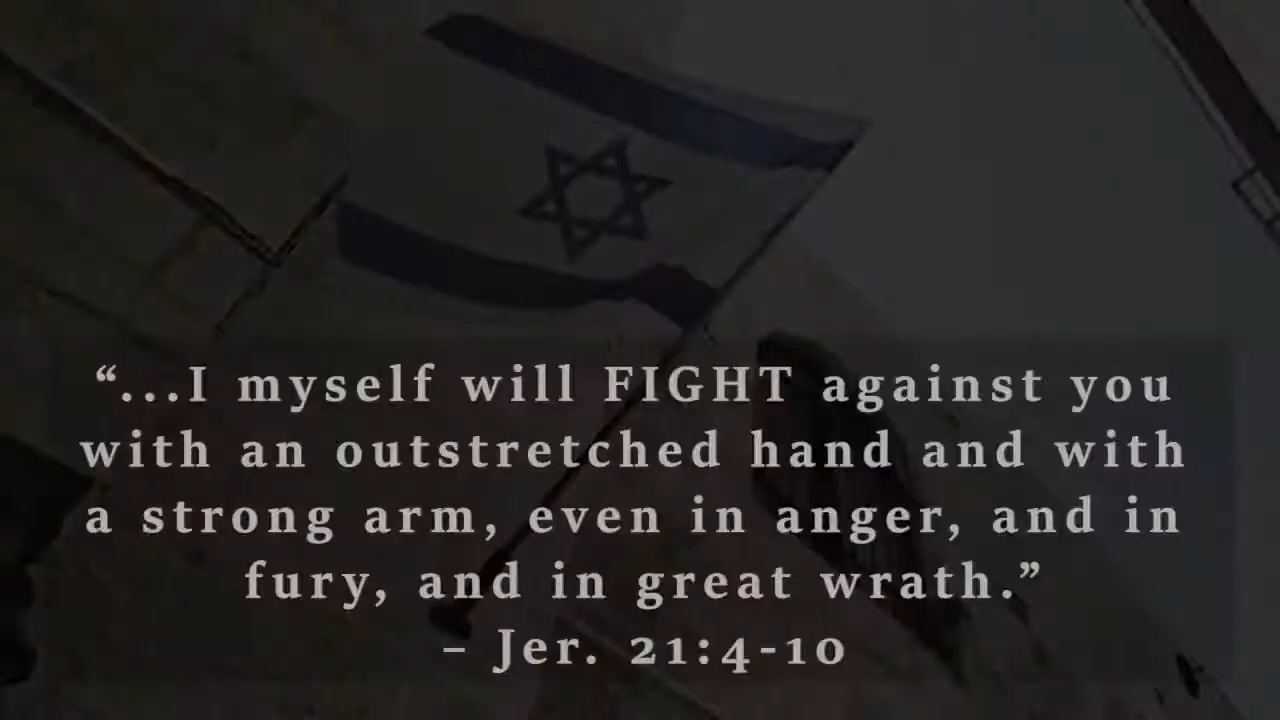 “...I myself will FIGHT against you
with an outstretched hand and with
a strong arm, even in anger, and in
fury, and in great wrath.”
– Jer. 21:4-10